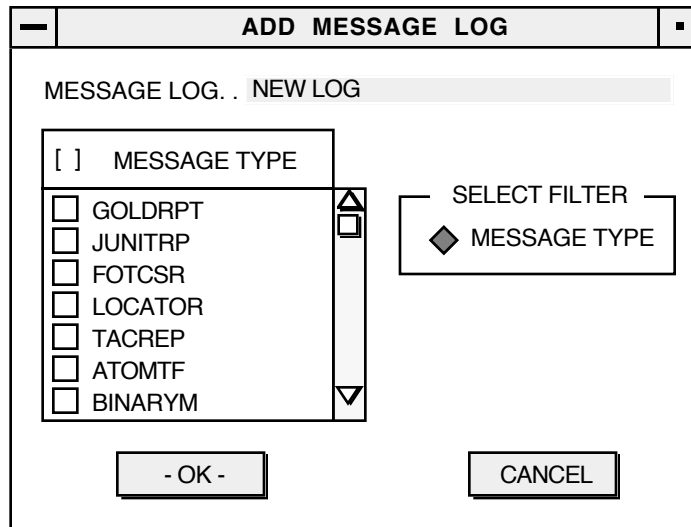 ADD MESSAGE LOG
MESSAGE LOG. . NEW LOG
[ ] MESSAGE TYPE
GOLDRPT
JUNITRP
FOTCSR
LOCATOR
TACREP
ATOMTF
BINARYM
SELECT FILTER
MESSAGE TYPE
- OK -
CANCEL